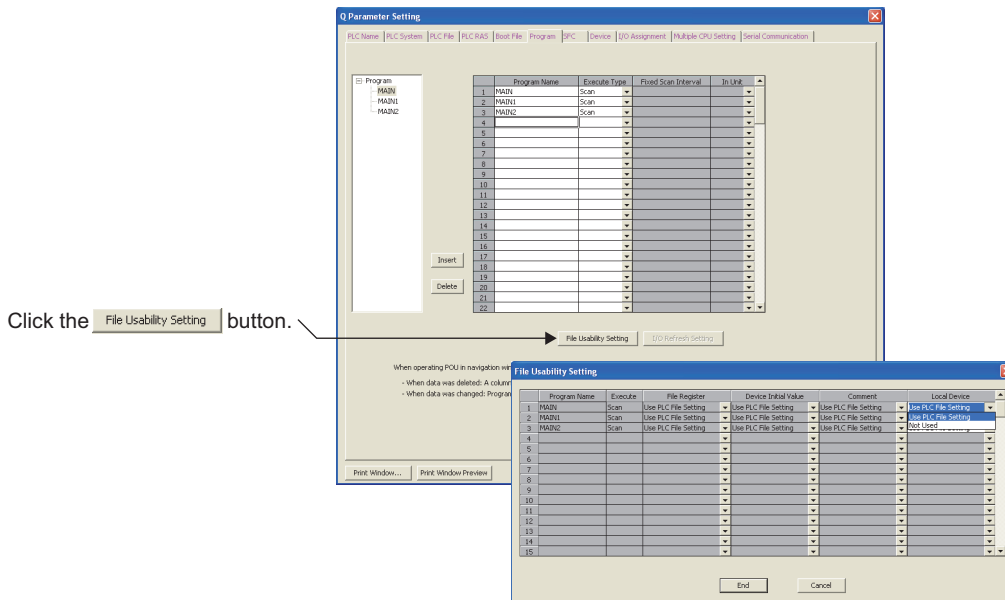 Q Parameter Setting
PLC Name PLC System PLC File PLC RAS Boot File Program SFC Device I/O Assignment Multiple CPU Setting Serial Communication
Program
MAIN
MAIN1
MAIN2
Program Name Execute Type Fixed Scan Interval In Unit
1 MAIN Scan
2 MAIN1 Scan
3 MAIN2 Scan
4
5
6
7
8
9
10
11
12
13
14
15
16
17
18
19
20
21
22
Insert
Delete
Click the File Usability Setting button.
File Usability Setting I/O Refresh Setting
When operating POU in navigation
- When data was deleted: A column
- When data was changed: Program
Print Window... Print Window Preview
File Usability Setting
Program Name Execute File Register Device Initial Value Comment Local Device
1 MAIN Scan Use PLC File Setting Use PLC File Setting Use PLC File Setting Use PLC File Setting
2 MAIN1 Scan Use PLC File Setting Use PLC File Setting Use PLC File Setting Use PLC File Setting
3 MAIN2 Scan Use PLC File Setting Use PLC File Setting Use PLC File Setting Not Used
4
5
6
7
8
9
10
11
12
13
14
15
End Cancel